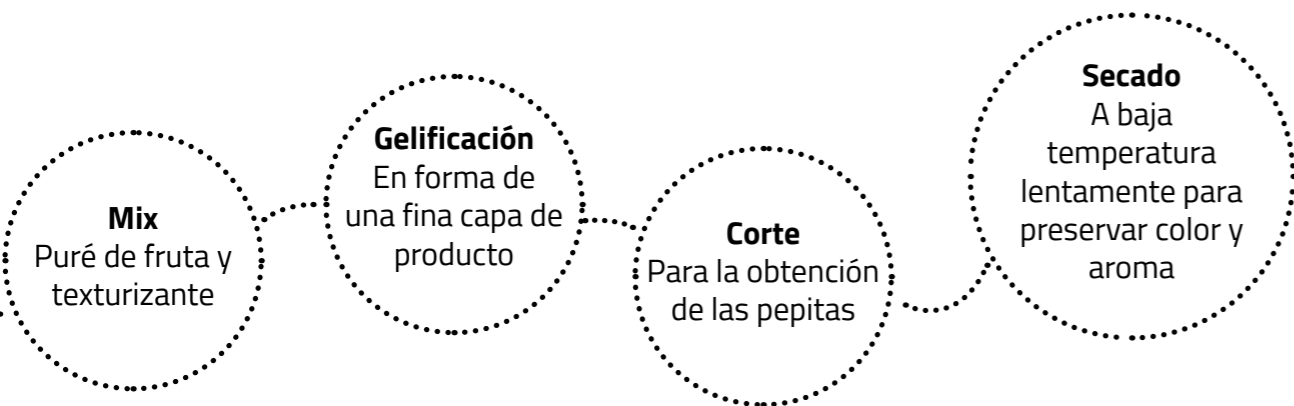 Mix
Puré de fruta y
texturizante
Gelificación
En forma de
una fina capa de
producto
Corte
Para la obtención
de las pepitas
Secado
A baja
temperatura
lentamente para
preservar color y
aroma